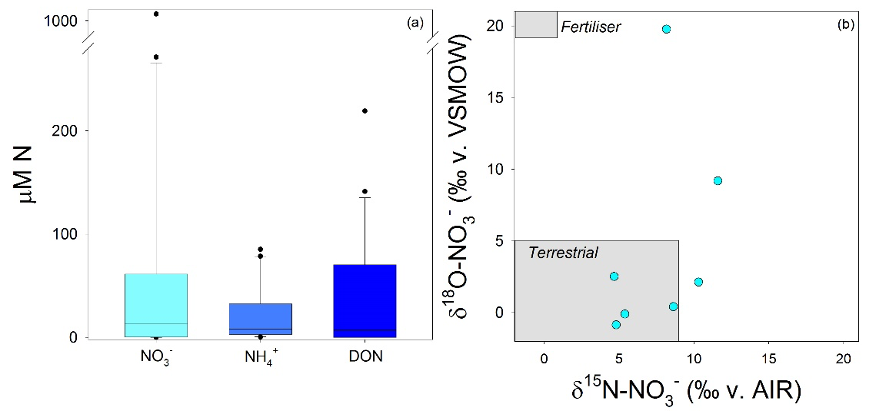 (a)
1000
200
100
0
μM N
NO₃⁻
NH₄⁺
DON
(b)
Fertiliser
Terrestrial
20
15
10
5
0
δ¹⁸O-NO₃⁻ (‰ v. VSMOW)
0
5
10
15
20
δ¹⁵N-NO₃⁻ (‰ v. AIR)